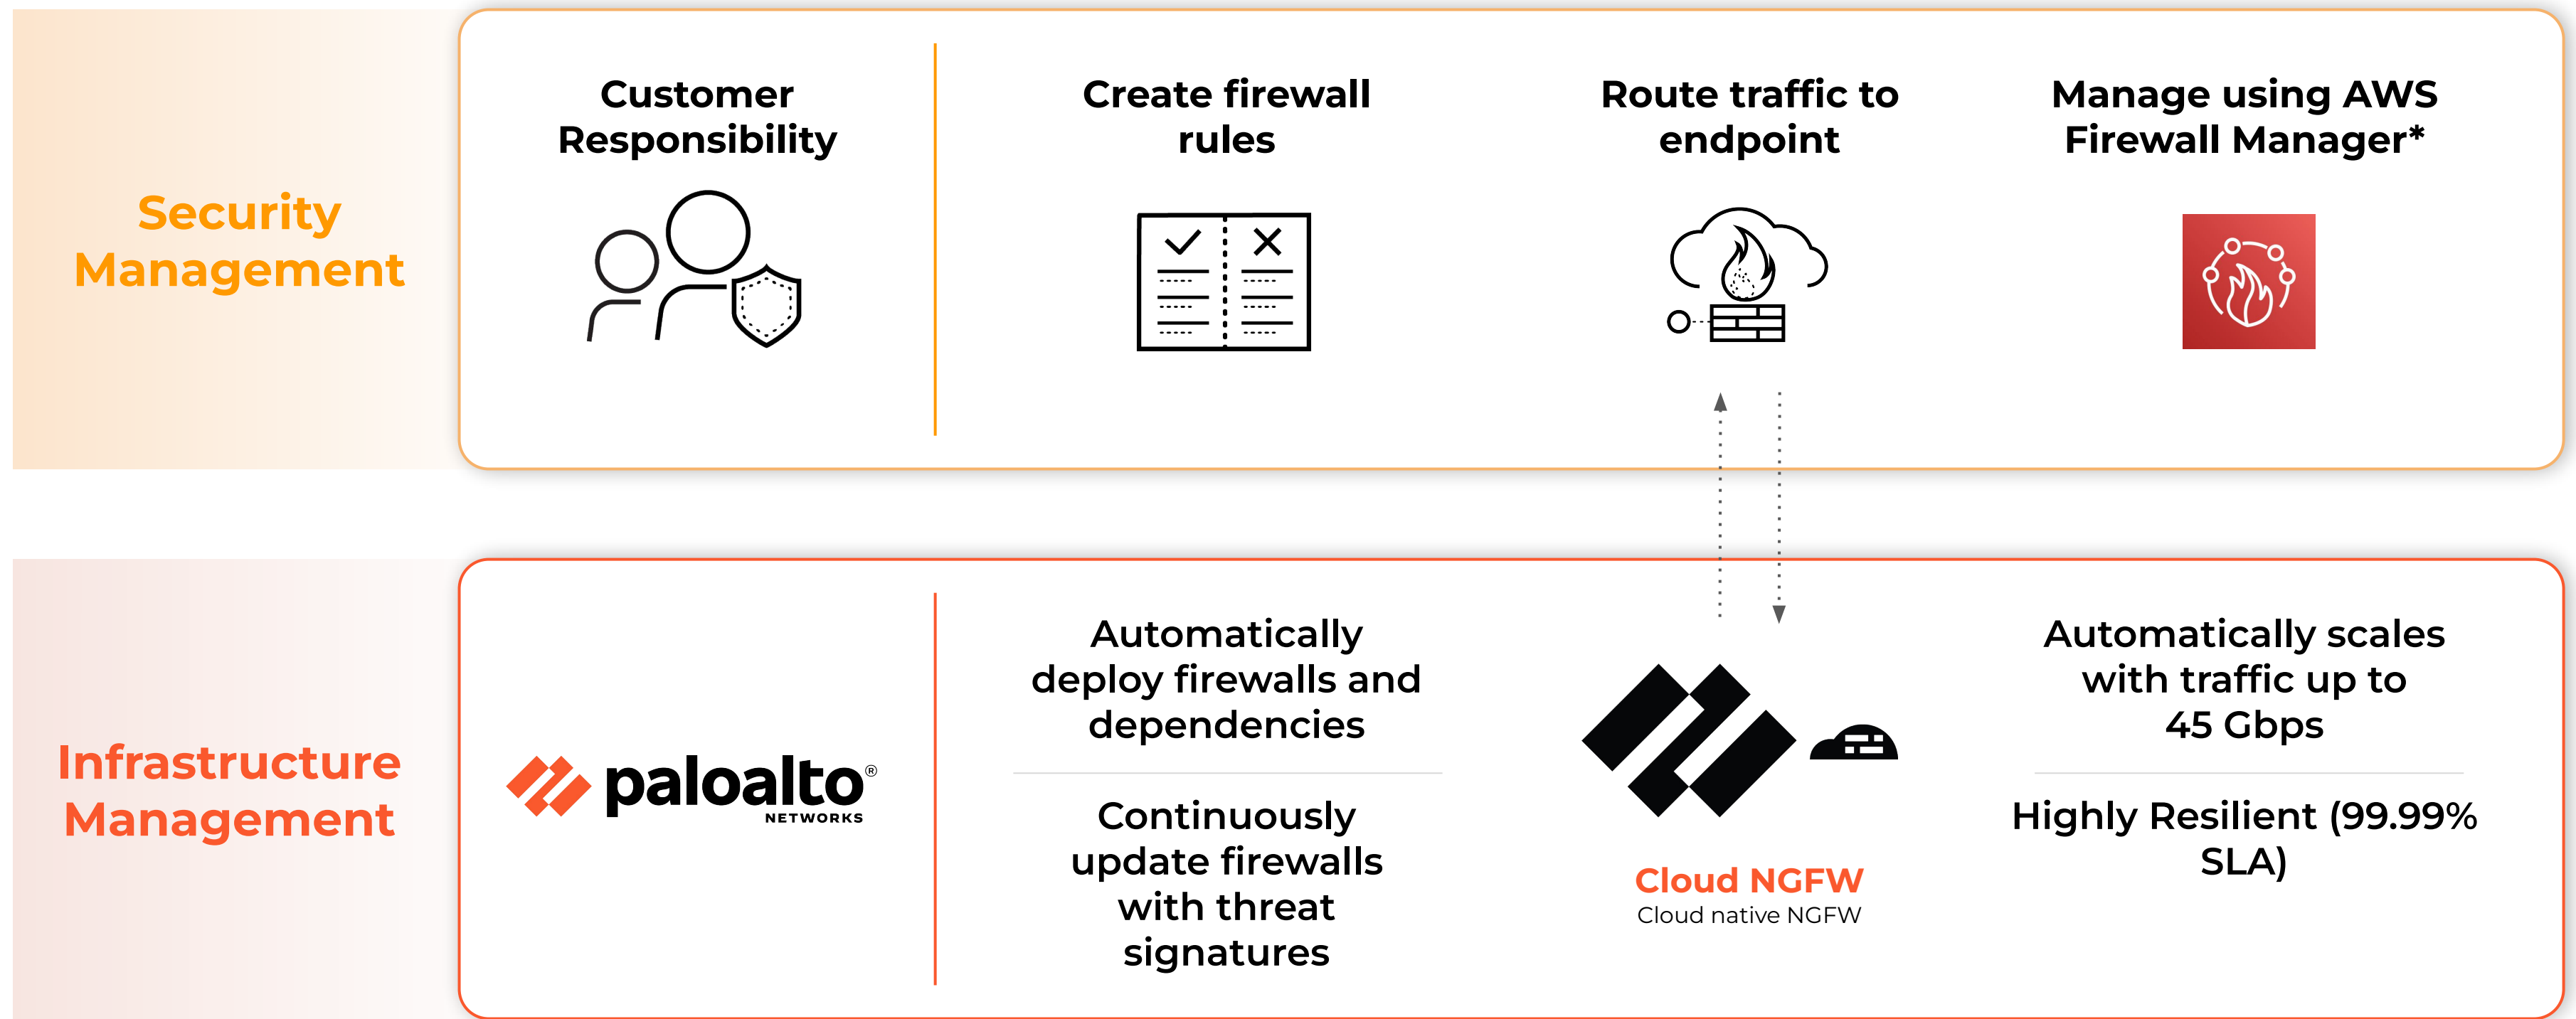 Security
Management
Customer
Responsibility
Create firewall
rules
Route traffic to
endpoint
Manage using AWS
Firewall Manager*
Infrastructure
Management
paloalto®
NETWORKS
Automatically
deploy firewalls and
dependencies
Continuously
update firewalls
with threat
signatures
Cloud NGFW
Cloud native NGFW
Automatically scales
with traffic up to
45 Gbps
Highly Resilient (99.99%
SLA)